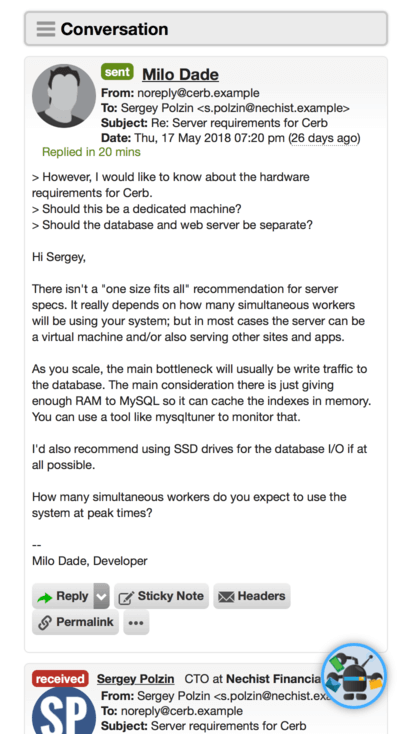 Conversation
sent Milo Dade
From: noreply@cerb.example
To: Sergey Polzin <s.polzin@nechist.example>
Subject: Re: Server requirements for Cerb
Date: Thu, 17 May 2018 07:20 pm (26 days ago)
Replied in 20 mins
> However, I would like to know about the hardware
requirements for Cerb.
> Should this be a dedicated machine?
> Should the database and web server be separate?
Hi Sergey,
There isn't a "one size fits all" recommendation for server
specs. It really depends on how many simultaneous workers
will be using your system; but in most cases the server can be
a virtual machine and/or also serving other sites and apps.
As you scale, the main bottleneck will usually be write traffic to
the database. The main consideration there is just giving
enough RAM to MySQL so it can cache the indexes in memory.
You can use a tool like mysqltuner to monitor that.
I'd also recommend using SSD drives for the database I/O if at
all possible.
How many simultaneous workers do you expect to use the
system at peak times?
--
Milo Dade, Developer
Reply Sticky Note Headers
Permalink •••
received Sergey Polzin CTO at Nechist Financia
SP
From: Sergey Polzin <s.polzin@nechist.ex
To: noreply@cerb.example
Subject: Server requirements for Cerb